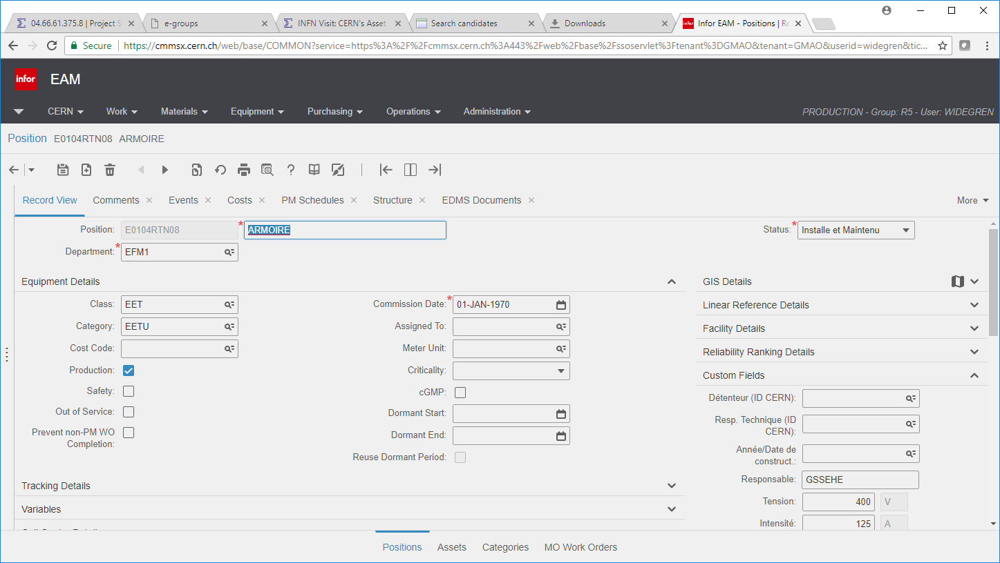 04.66.61.375.8 | Project S
e-groups
INFN Visit: CERN's Asset
Search candidates
Downloads
infor Infor EAM - Positions | Re
Secure | https://cmmsx.cern.ch/web/base/COMMON?service=https%3A%2F%2Fcmmsx.cern.ch%3A443%2Fweb%2Fbase%2Fssoservlet%3Ftenant%3DGMAO&tenant=GMAO&userid=widegren&tic...
infor EAM
CERN Work Materials Equipment Purchasing Operations Administration PRODUCTION - Group: R5 - User: WIDEGREN
Position E0104RTN08 ARMOIRE
Record View Comments Events Costs PM Schedules Structure EDMS Documents More
Position: E0104RTN08 * ARMOIRE Status: * Installe et Maintenu
Department: * EFM1
Equipment Details
Class: EET
Category: EETU
Cost Code:
Production:
Safety:
Out of Service:
Prevent non-PM WO
Completion:
Commission Date: * 01-JAN-1970
Assigned To:
Meter Unit:
Criticality:
cGMP:
Dormant Start:
Dormant End:
Reuse Dormant Period:
Tracking Details
Variables
GIS Details
Linear Reference Details
Facility Details
Reliability Ranking Details
Custom Fields
Détenteur (ID CERN):
Resp. Technique (ID
CERN):
Année/Date de
construct.:
Responsable: GSSEHE
Tension: 400 V
Intensité: 125 A
Positions Assets Categories MO Work Orders